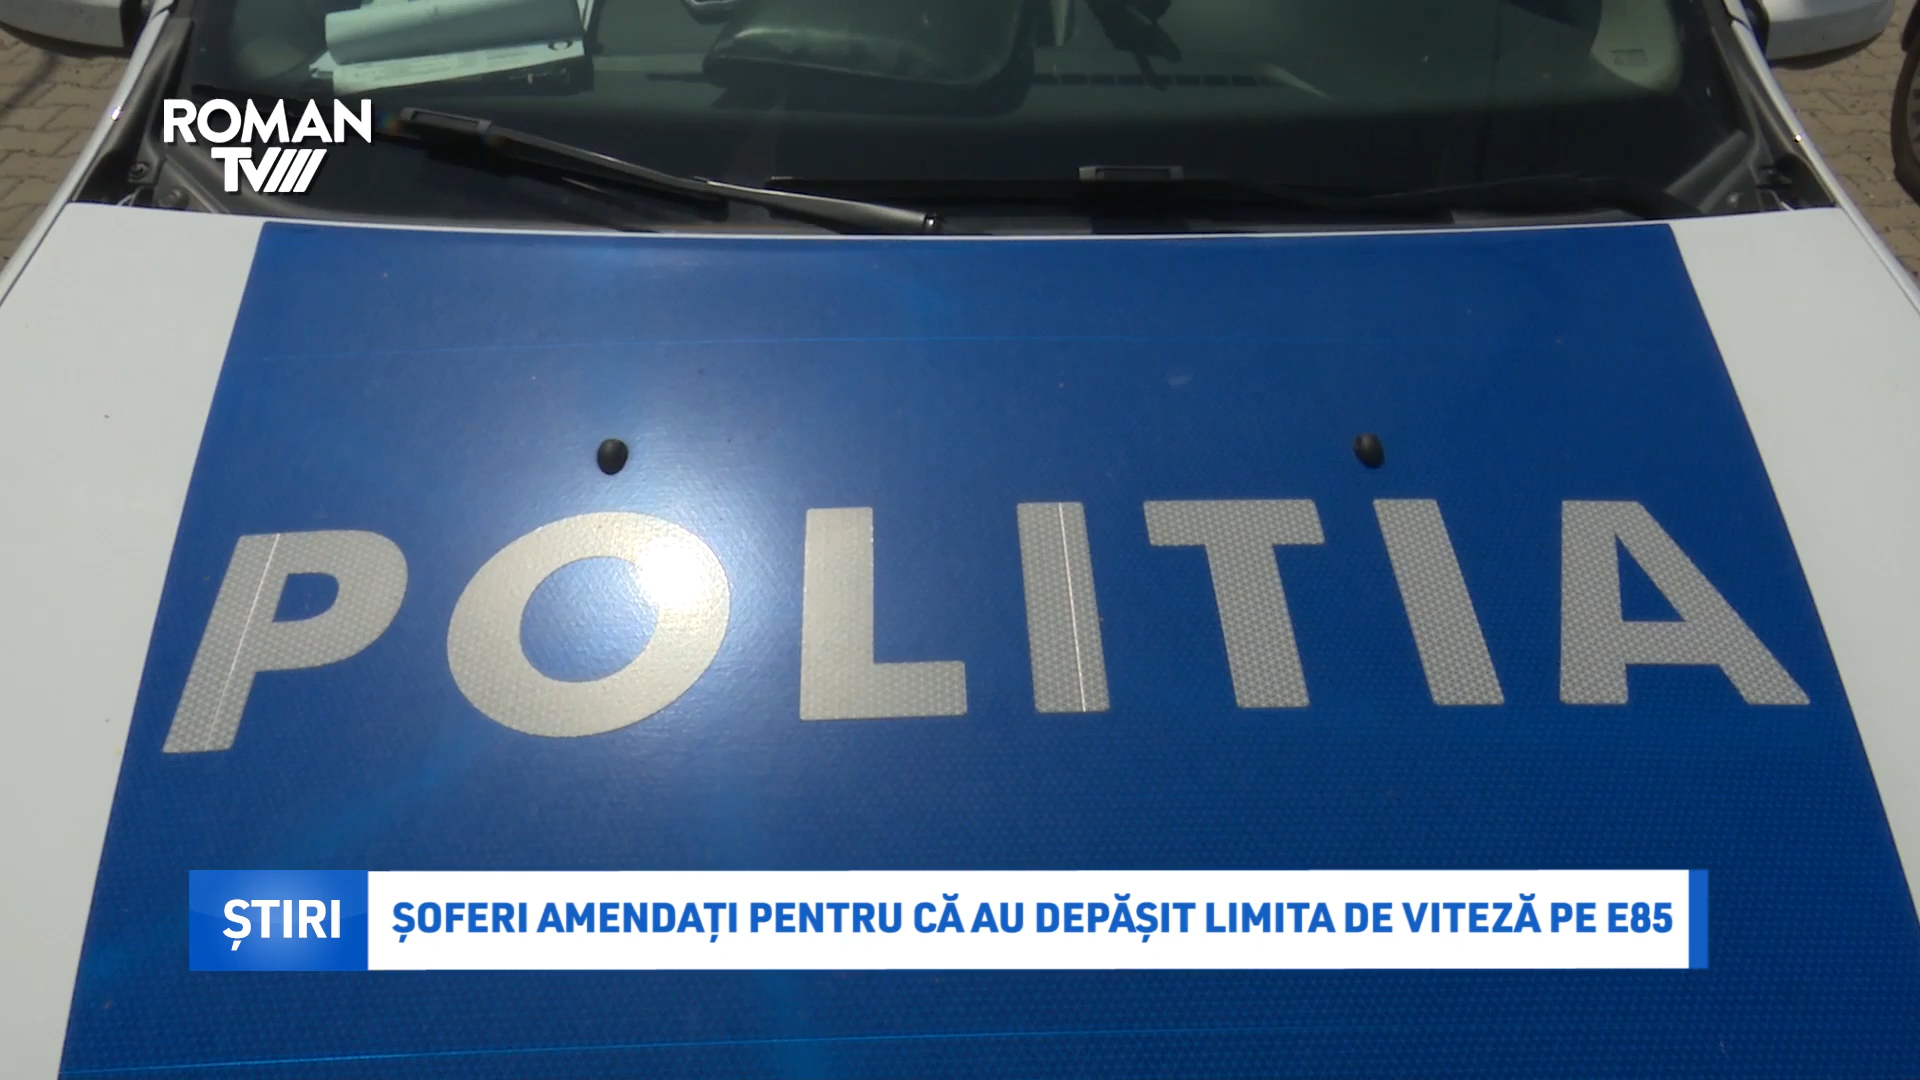 ROMAN
TV
POLITIA
ȘTIRI
ȘOFERI AMENDAȚI PENTRU CĂ AU DEPĂȘIT LIMITA DE VITEZĂ PE E85